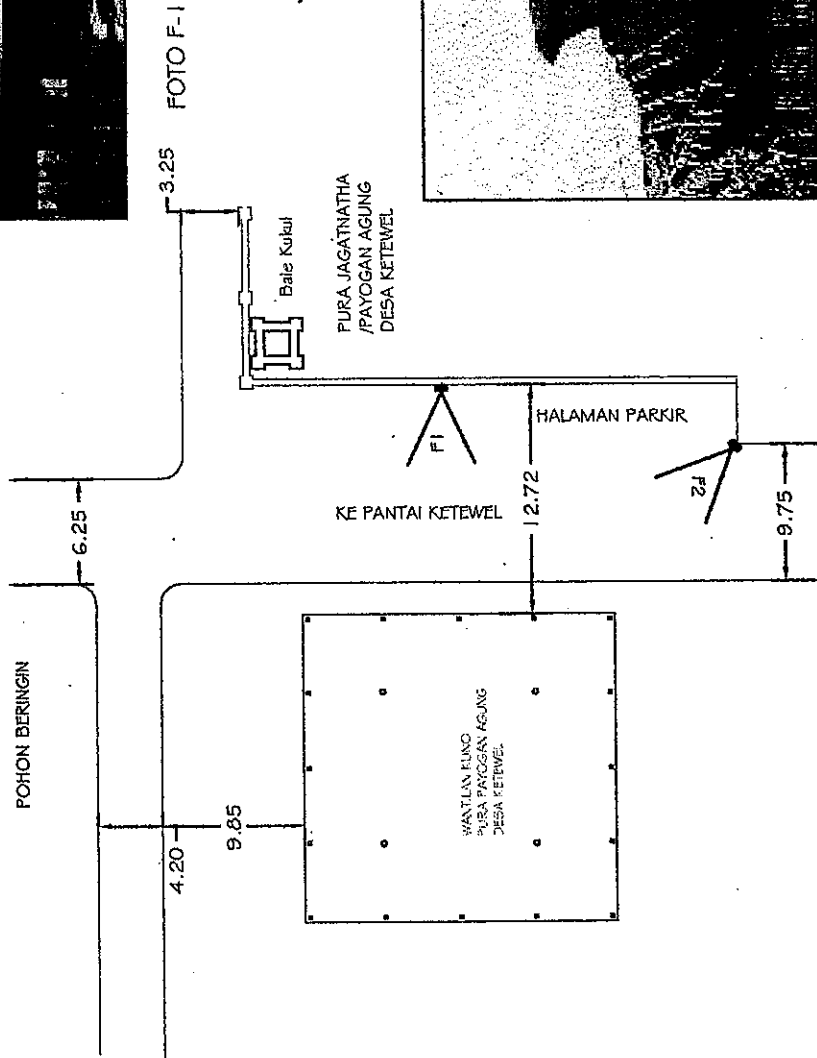 FOTO F-1
3.25
Bale Kukul
PURA JAGATNATHA
/PAYOGAN AGUNG
DESA KETEWEL
F1
HALAMAN PARKIR
6.25
KE PANTAI KETEWEL
12.72
F2
9.75
POHON BERINGIN
WANTILAN KUNO
PURA PAYOGAN AGUNG
DESA KETEWEL
4.20
9.85